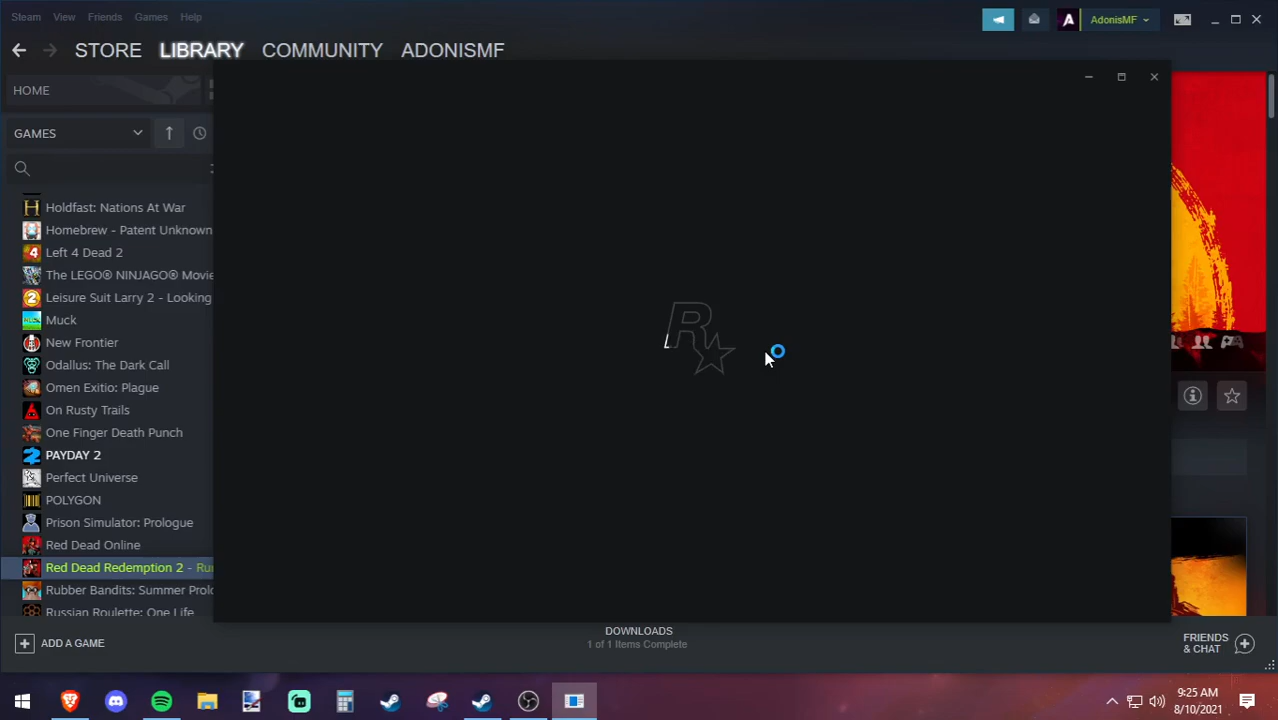 Steam View Friends Games Help
AdonisMF
STORE LIBRARY COMMUNITY ADONISMF
HOME
GAMES
Holdfast: Nations At War
Homebrew - Patent Unknown
Left 4 Dead 2
The LEGO® NINJAGO® Movie
Leisure Suit Larry 2 - Looking
Muck
New Frontier
Odallus: The Dark Call
Omen Exitio: Plague
On Rusty Trails
One Finger Death Punch
PAYDAY 2
Perfect Universe
POLYGON
Prison Simulator: Prologue
Red Dead Online
Red Dead Redemption 2 - Ru
Rubber Bandits: Summer Prol
Russian Roulette: One Life
ADD A GAME
DOWNLOADS
1 of 1 Items Complete
FRIENDS
& CHAT
9:25 AM
8/10/2021